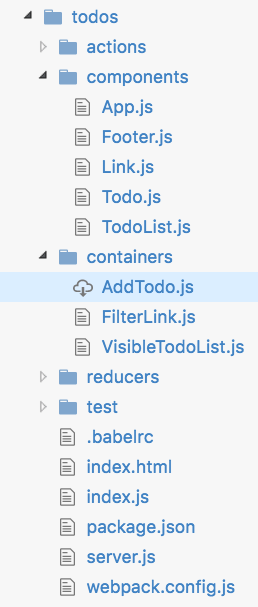 todos
actions
components
App.js
Footer.js
Link.js
Todo.js
TodoList.js
containers
AddTodo.js
FilterLink.js
VisibleTodoList.js
reducers
test
.babelrc
index.html
index.js
package.json
server.js
webpack.config.js